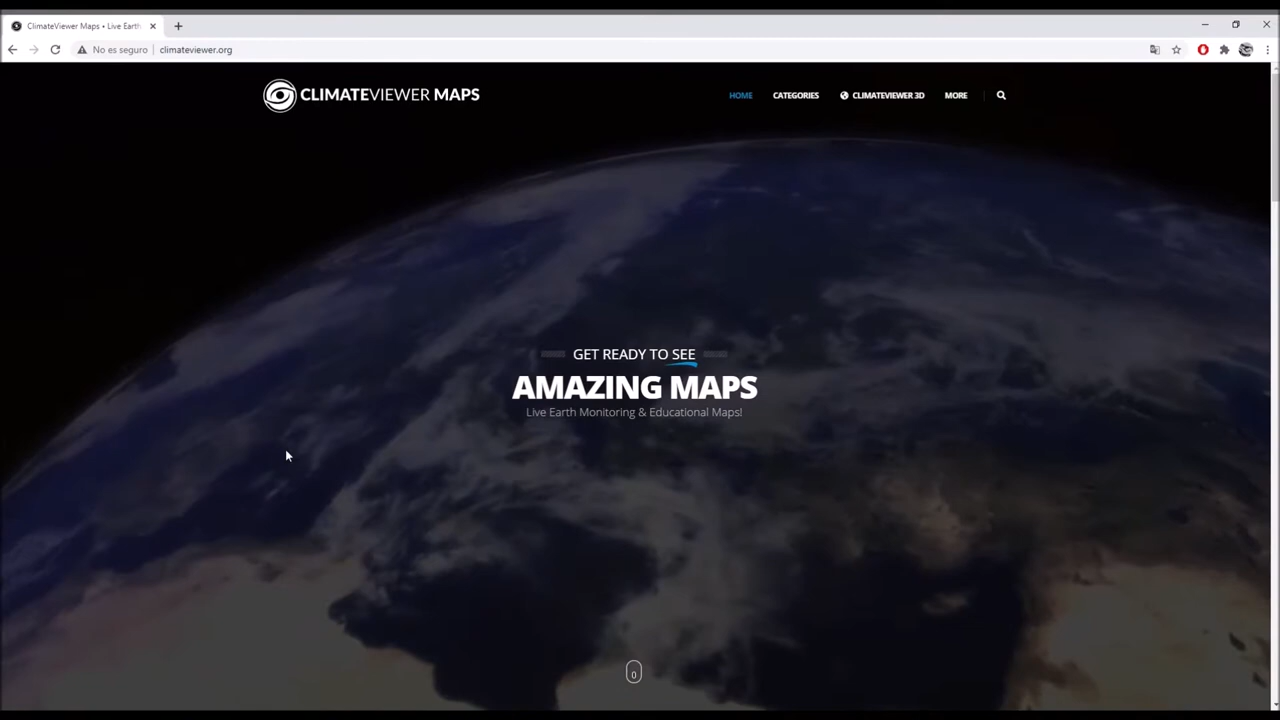 ClimateViewer Maps • Live Earth
No es seguro
climateviewer.org
CLIMATEVIEWER MAPS
HOME
CATEGORIES
CLIMATEVIEWER 3D
MORE
GET READY TO SEE
AMAZING MAPS
Live Earth Monitoring & Educational Maps!